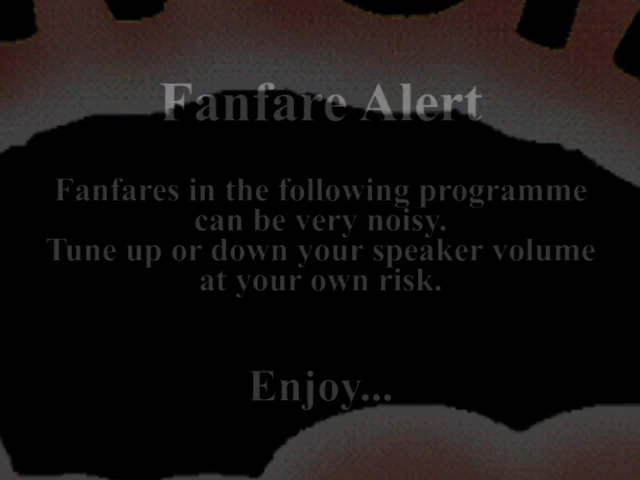 Fanfare Alert
Fanfares in the following programme
can be very noisy.
Tune up or down your speaker volume
at your own risk.
Enjoy...